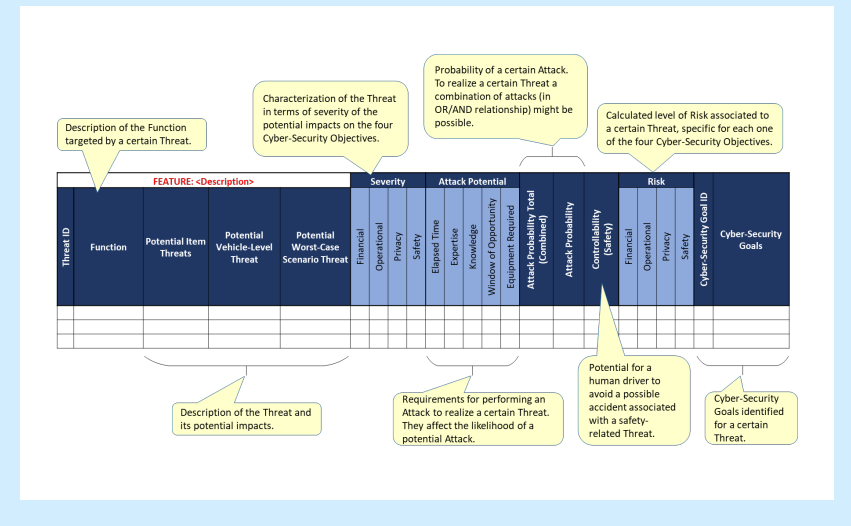 Probability of a certain Attack.
To realize a certain Threat a
combination of attacks (in
OR/AND relationship) might be
possible.
Characterization of the Threat
in terms of severity of the
potential impacts on the four
Cyber-Security Objectives.
Calculated level of Risk associated to
a certain Threat, specific for each one
of the four Cyber-Security Objectives.
Description of the Function
targeted by a certain Threat.
FEATURE: <Description>
Severity
Attack Potential
Risk
Threat ID
Function
Potential Item
Threats
Potential
Vehicle-Level
Threat
Potential
Worst-Case
Scenario Threat
Financial
Operational
Privacy
Safety
Elapsed Time
Expertise
Knowledge
Window of Opportunity
Equipment Required
Attack Probability Total
(Combined)
Attack Probability
Controllability
(Safety)
Financial
Operational
Privacy
Safety
Cyber-Security Goal ID
Cyber-Security
Goals
Description of the Threat and
its potential impacts.
Requirements for performing an
Attack to realize a certain Threat.
They affect the likelihood of a
potential Attack.
Potential for a
human driver to
avoid a possible
accident associated
with a safety-
related Threat.
Cyber-Security
Goals identified
for a certain
Threat.